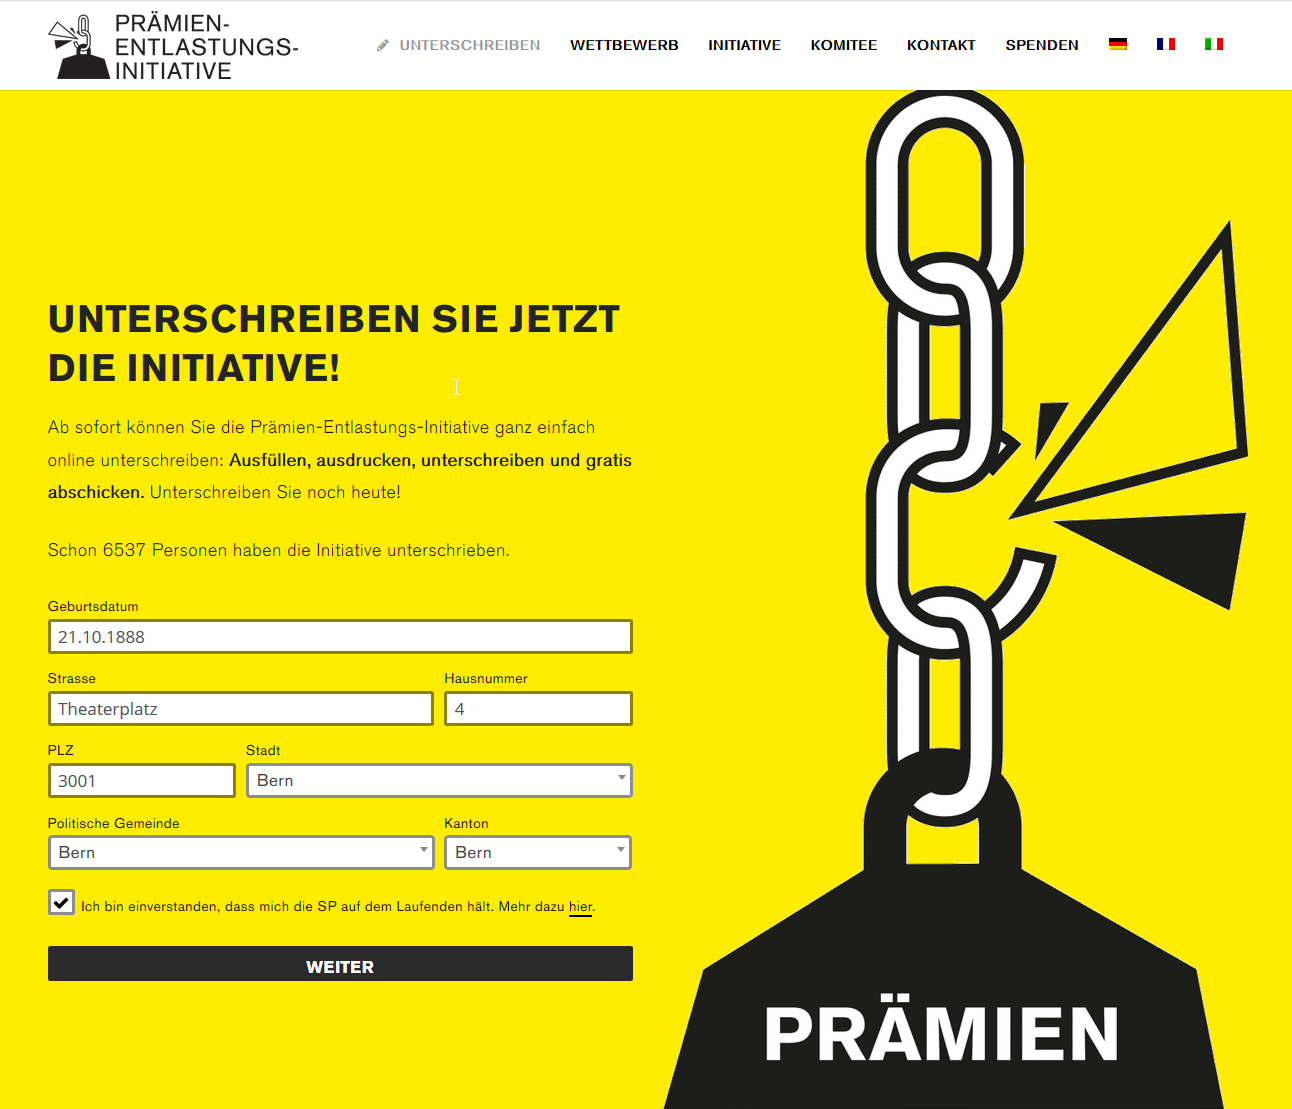 PRÄMIEN-
ENTLASTUNGS-
INITIATIVE
UNTERSCHREIBEN WETTBEWERB INITIATIVE KOMITEE KONTAKT SPENDEN
UNTERSCHREIBEN SIE JETZT
DIE INITIATIVE!
Ab sofort können Sie die Prämien-Entlastungs-Initiative ganz einfach
online unterschreiben: Ausfüllen, ausdrucken, unterschreiben und gratis
abschicken. Unterschreiben Sie noch heute!
Schon 6537 Personen haben die Initiative unterschrieben.
Geburtsdatum
21.10.1888
Strasse Hausnummer
Theaterplatz 4
PLZ Stadt
3001 Bern
Politische Gemeinde Kanton
Bern Bern
Ich bin einverstanden, dass mich die SP auf dem Laufenden hält. Mehr dazu hier.
WEITER
PRÄMIEN